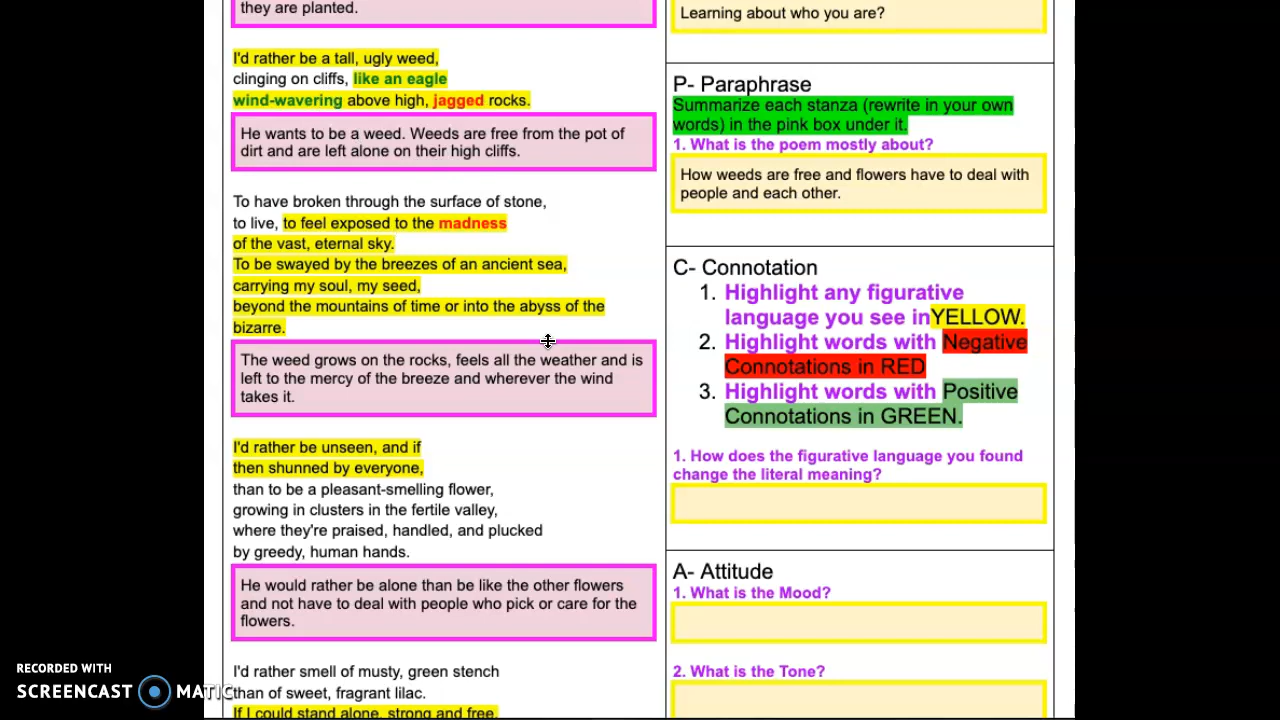 they are planted.
I'd rather be a tall, ugly weed,
clinging on cliffs, like an eagle
wind-wavering above high, jagged rocks.
He wants to be a weed. Weeds are free from the pot of
dirt and are left alone on their high cliffs.
To have broken through the surface of stone,
to live, to feel exposed to the madness
of the vast, eternal sky.
To be swayed by the breezes of an ancient sea,
carrying my soul, my seed,
beyond the mountains of time or into the abyss of the
bizarre.
The weed grows on the rocks, feels all the weather and is
left to the mercy of the breeze and wherever the wind
takes it.
I'd rather be unseen, and if
then shunned by everyone,
than to be a pleasant-smelling flower,
growing in clusters in the fertile valley,
where they're praised, handled, and plucked
by greedy, human hands.
He would rather be alone than be like the other flowers
and not have to deal with people who pick or care for the
flowers.
I'd rather smell of musty, green stench
than of sweet, fragrant lilac.
If I could stand alone, strong and free,
Learning about who you are?
P- Paraphrase
Summarize each stanza (rewrite in your own
words) in the pink box under it.
1. What is the poem mostly about?
How weeds are free and flowers have to deal with
people and each other.
C- Connotation
1. Highlight any figurative
language you see inYELLOW.
2. Highlight words with Negative
Connotations in RED
3. Highlight words with Positive
Connotations in GREEN.
1. How does the figurative language you found
change the literal meaning?
A- Attitude
1. What is the Mood?
2. What is the Tone?
RECORDED WITH
SCREENCAST MATIC